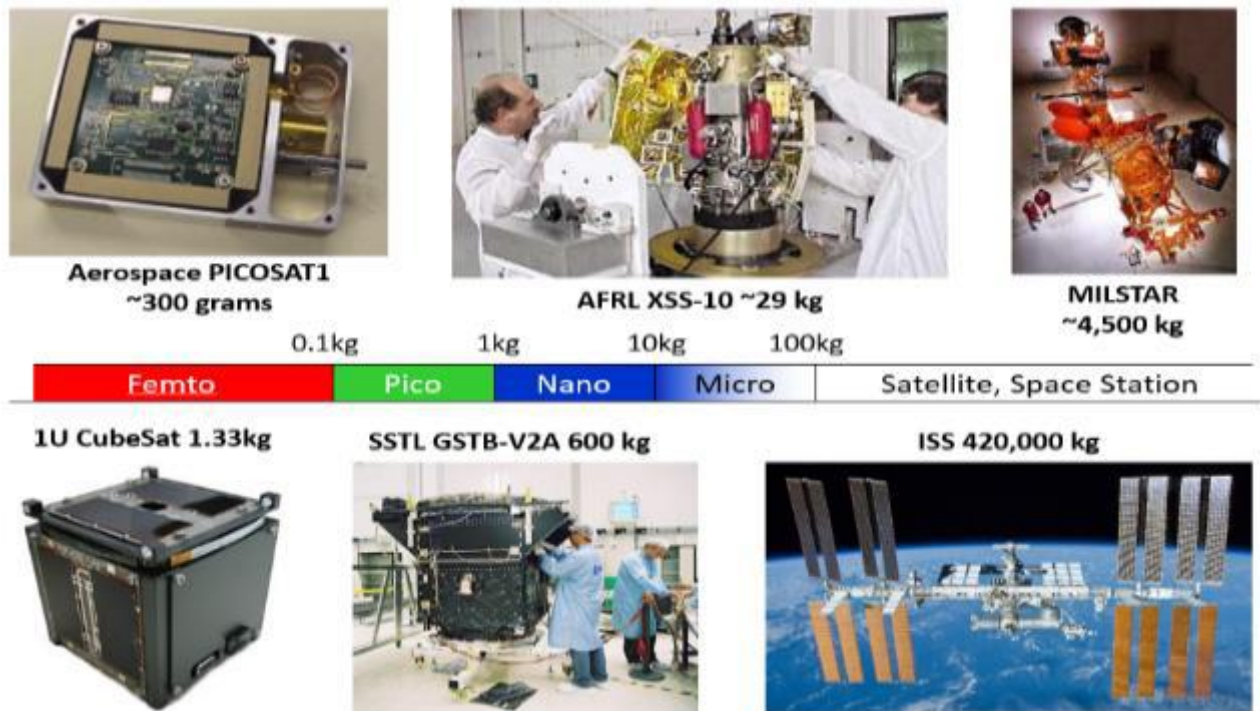 Aerospace PICOSAT1
~300 grams
AFRL XSS-10 ~29 kg
MILSTAR
~4,500 kg
0.1kg 1kg 10kg 100kg
Femto Pico Nano Micro Satellite, Space Station
1U CubeSat 1.33kg SSTL GSTB-V2A 600 kg ISS 420,000 kg